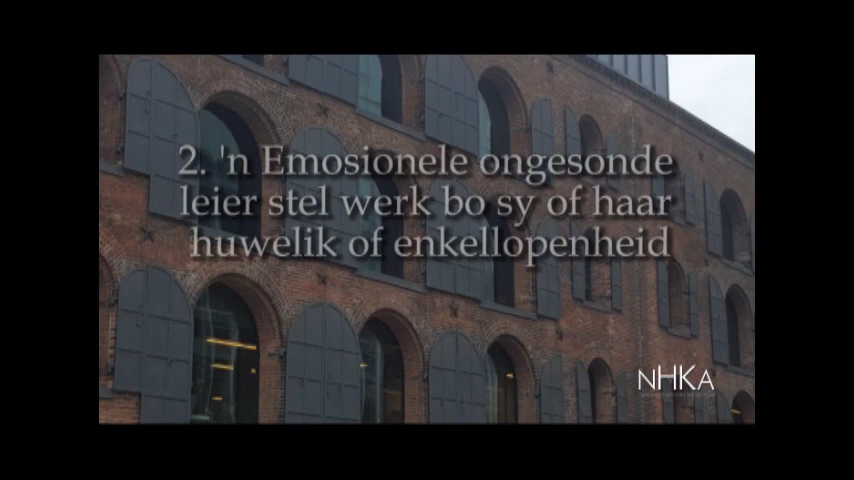 2. 'n Emosionele ongesonde
leier stel werk bo sy of haar
huwelik of enkellopenheid
NHKA